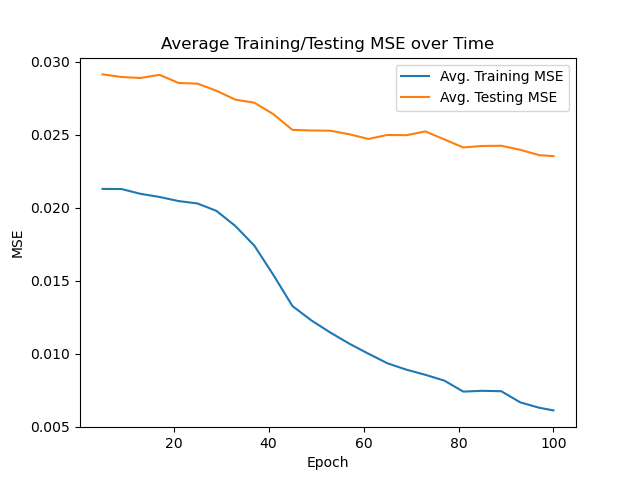 Average Training/Testing MSE over Time
0.030
Avg. Training MSE
Avg. Testing MSE
0.025
0.020
MSE
0.015
0.010
0.005
20 40 60 80 100
Epoch